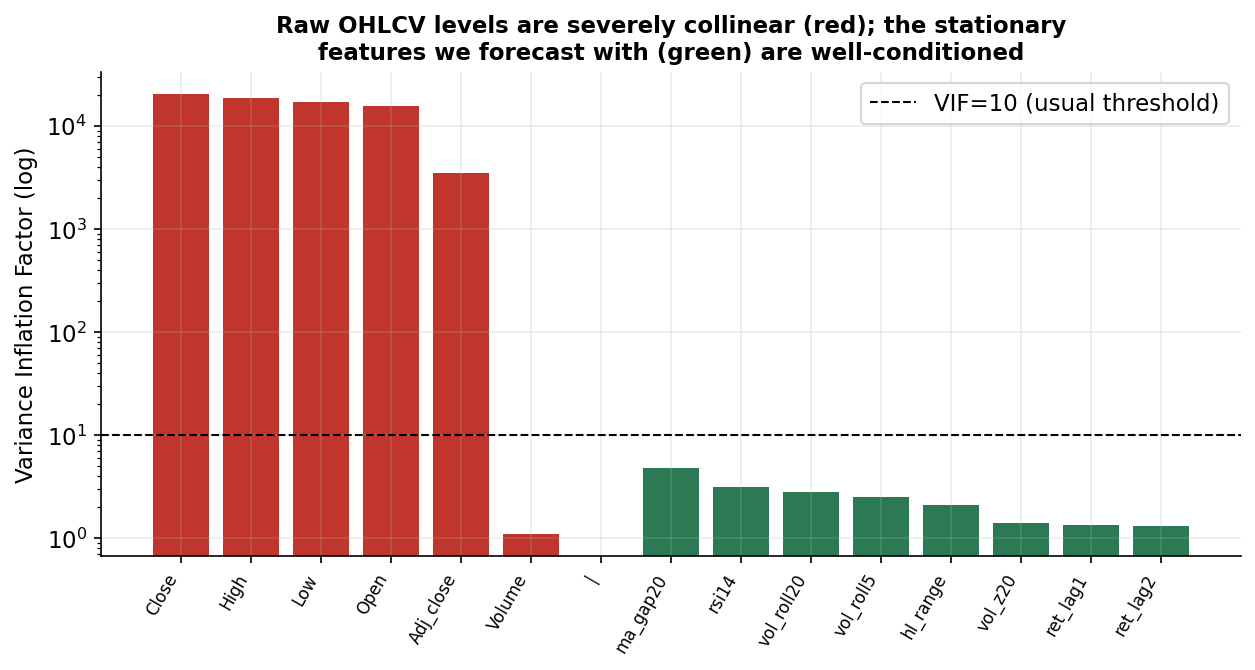 Raw OHLCV levels are severely collinear (red); the stationary
features we forecast with (green) are well-conditioned
VIF=10 (usual threshold)
Variance Inflation Factor (log)
10⁴
10³
10²
10¹
10⁰
Close
High
Low
Open
Adj_close
Volume
/
ma_gap20
rsi14
vol_roll20
vol_roll5
hl_range
vol_z20
ret_lag1
ret_lag2